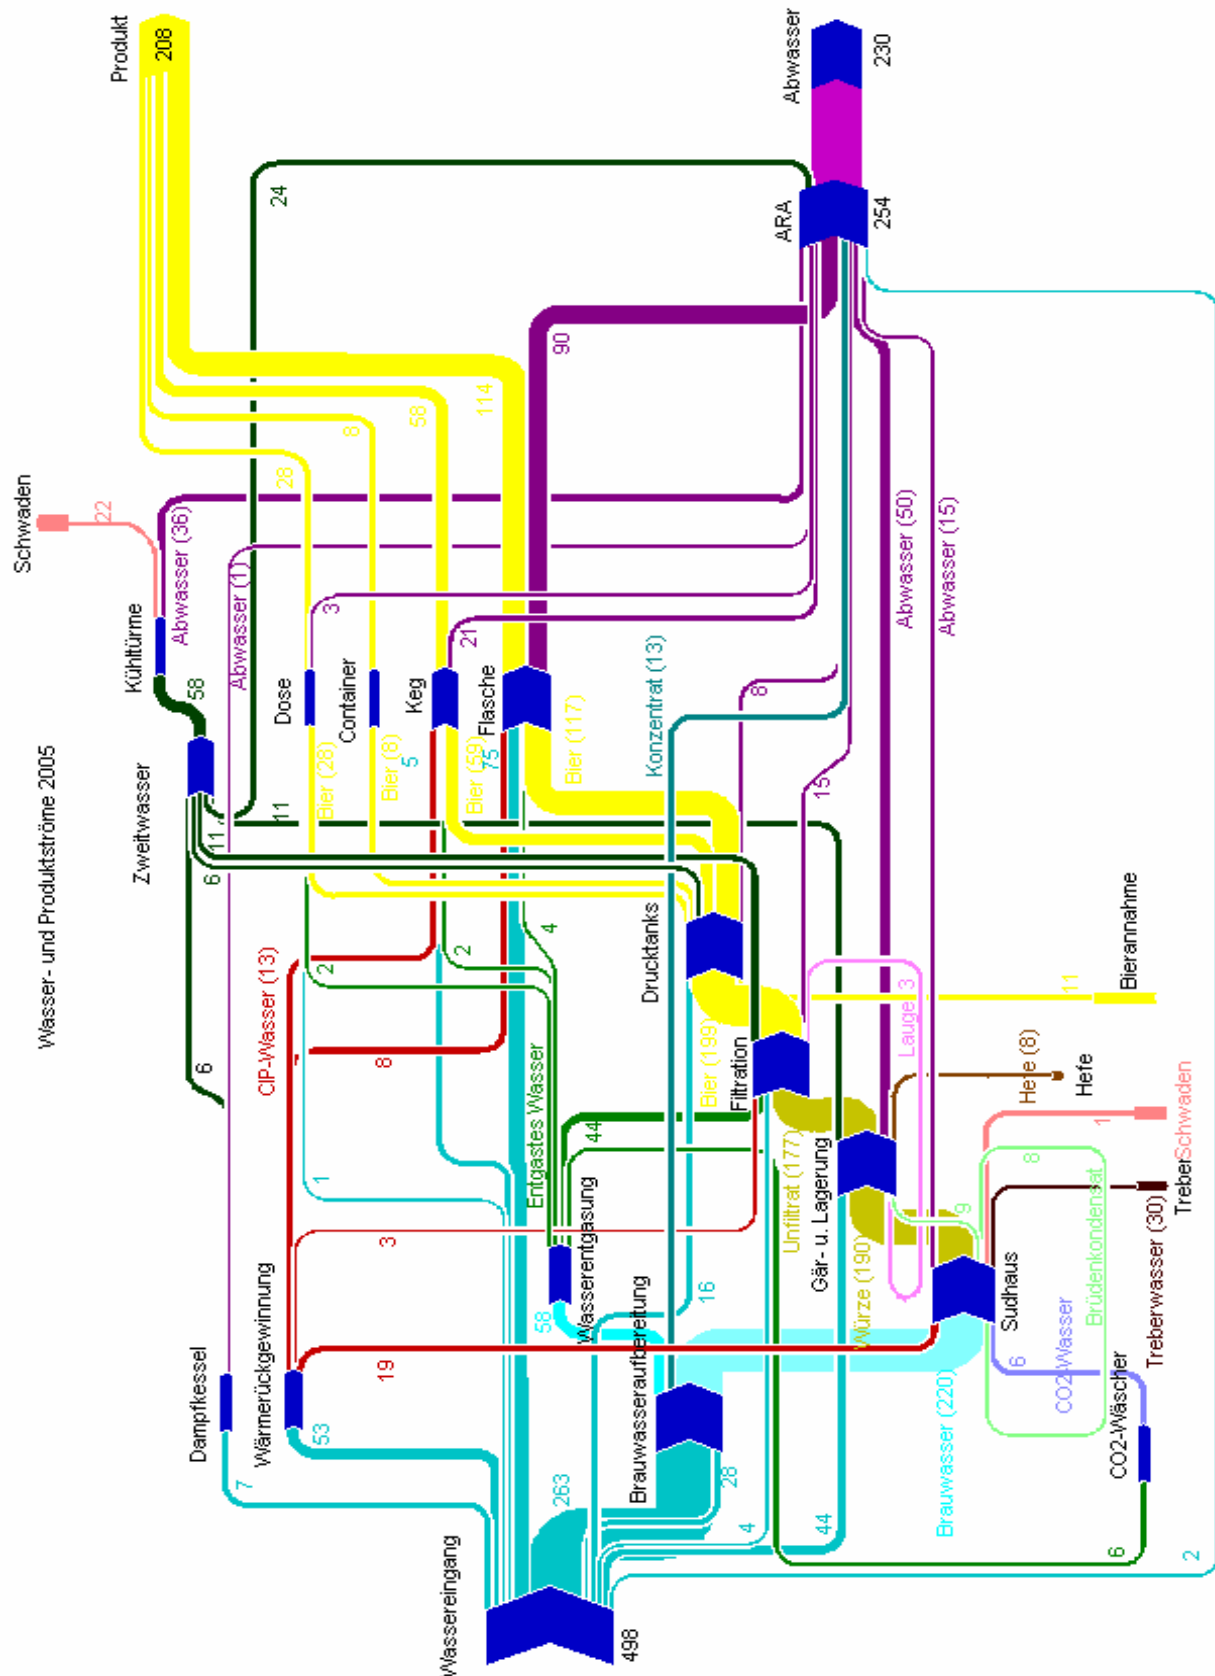 Wasser- und Produktströme 2005
Schwaden
22
Produkt
208
Kühltürme
Abwasser (36)
58
Zweitwasser
6
11
6
Abwasser (1)
11
24
Dampfkessel
7
Wärmerückgewinnung
53
CIP-Wasser (13)
19
3
8
1
2
Dose
Bier (28)
28
3
Container
Bier (8)
8
Keg
5
Bier (59)
58
21
Flasche
75
Bier (117)
114
90
2
4
Entgastes Wasser
Wassereingang
498
263
58
Wasserentgasung
44
Brauwasseraufbereitung
28
16
4
44
Konzentrat (13)
Drucktanks
8
Bier (199)
Filtration
15
Unfiltrat (177)
Gär- u. Lagerung
Abwasser (50)
Abwasser (15)
Lauge 3
Würze (190)
Brauwasser (220)
Sudhaus
9
8
Brüdenkondensat
6
CO2-Wasser
CO2-Wäscher
6
2
Treberwasser (30)
Treber
Schwaden
1
Hefe (8)
Hefe
11
Bierannahme
ARA
254
Abwasser
230